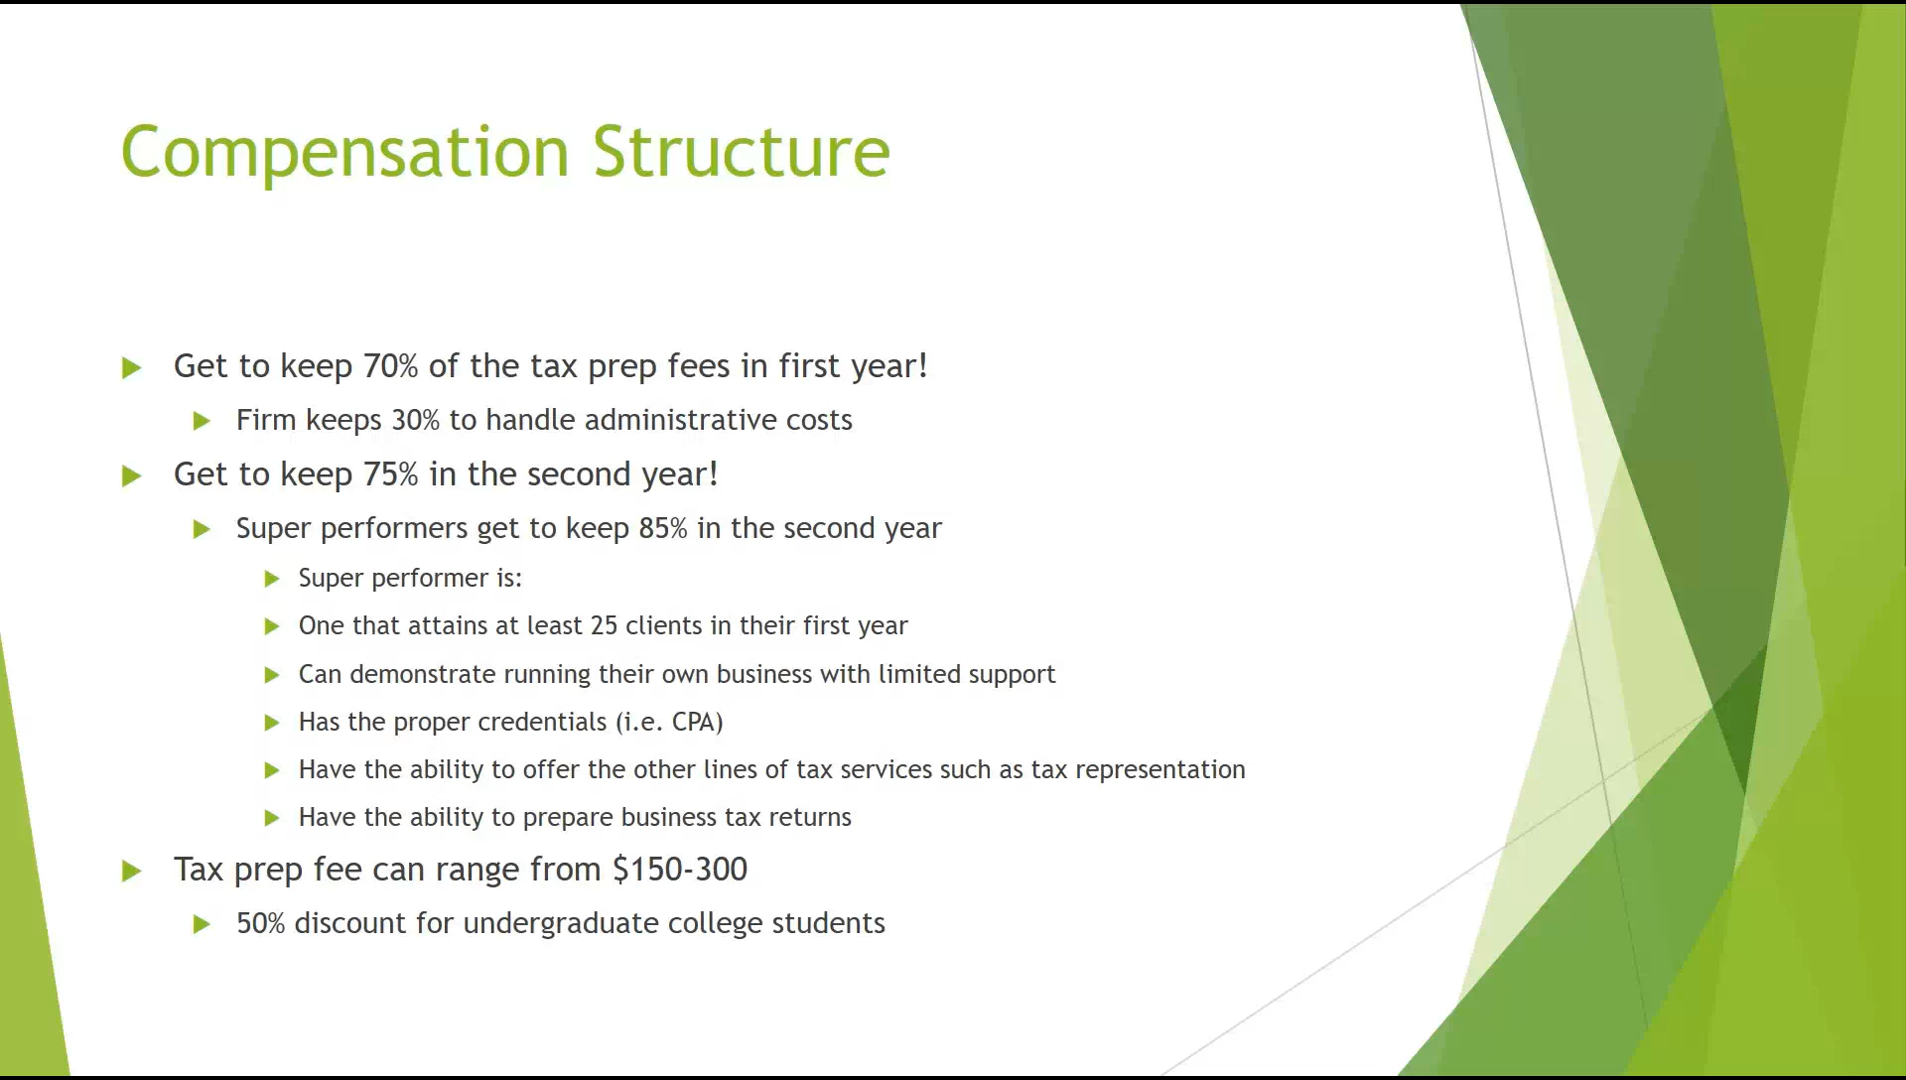 Compensation Structure
Get to keep 70% of the tax prep fees in first year!
Firm keeps 30% to handle administrative costs
Get to keep 75% in the second year!
Super performers get to keep 85% in the second year
Super performer is:
One that attains at least 25 clients in their first year
Can demonstrate running their own business with limited support
Has the proper credentials (i.e. CPA)
Have the ability to offer the other lines of tax services such as tax representation
Have the ability to prepare business tax returns
Tax prep fee can range from $150-300
50% discount for undergraduate college students